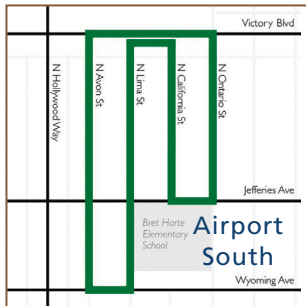 Victory Blvd
N Hollywood Way
N Avon St
N Lima St
N California St
N Ontario St
Jefferies Ave
Bret Harte
Elementary
School
Airport
South
Wyoming Ave